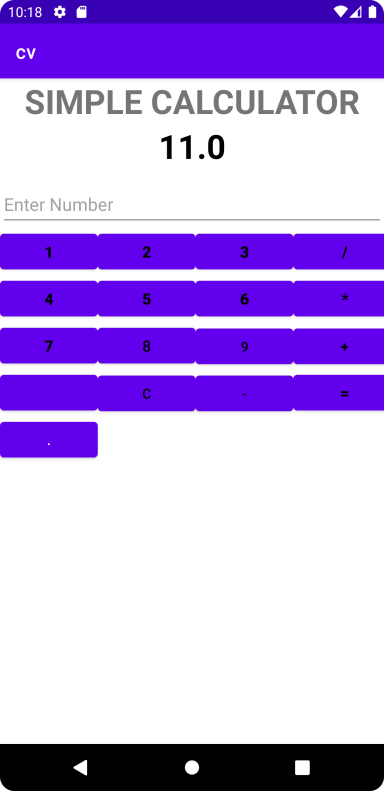 10:18
CV
SIMPLE CALCULATOR
11.0
Enter Number
1 2 3 /
4 5 6 *
7 8 9 +
C - =
.